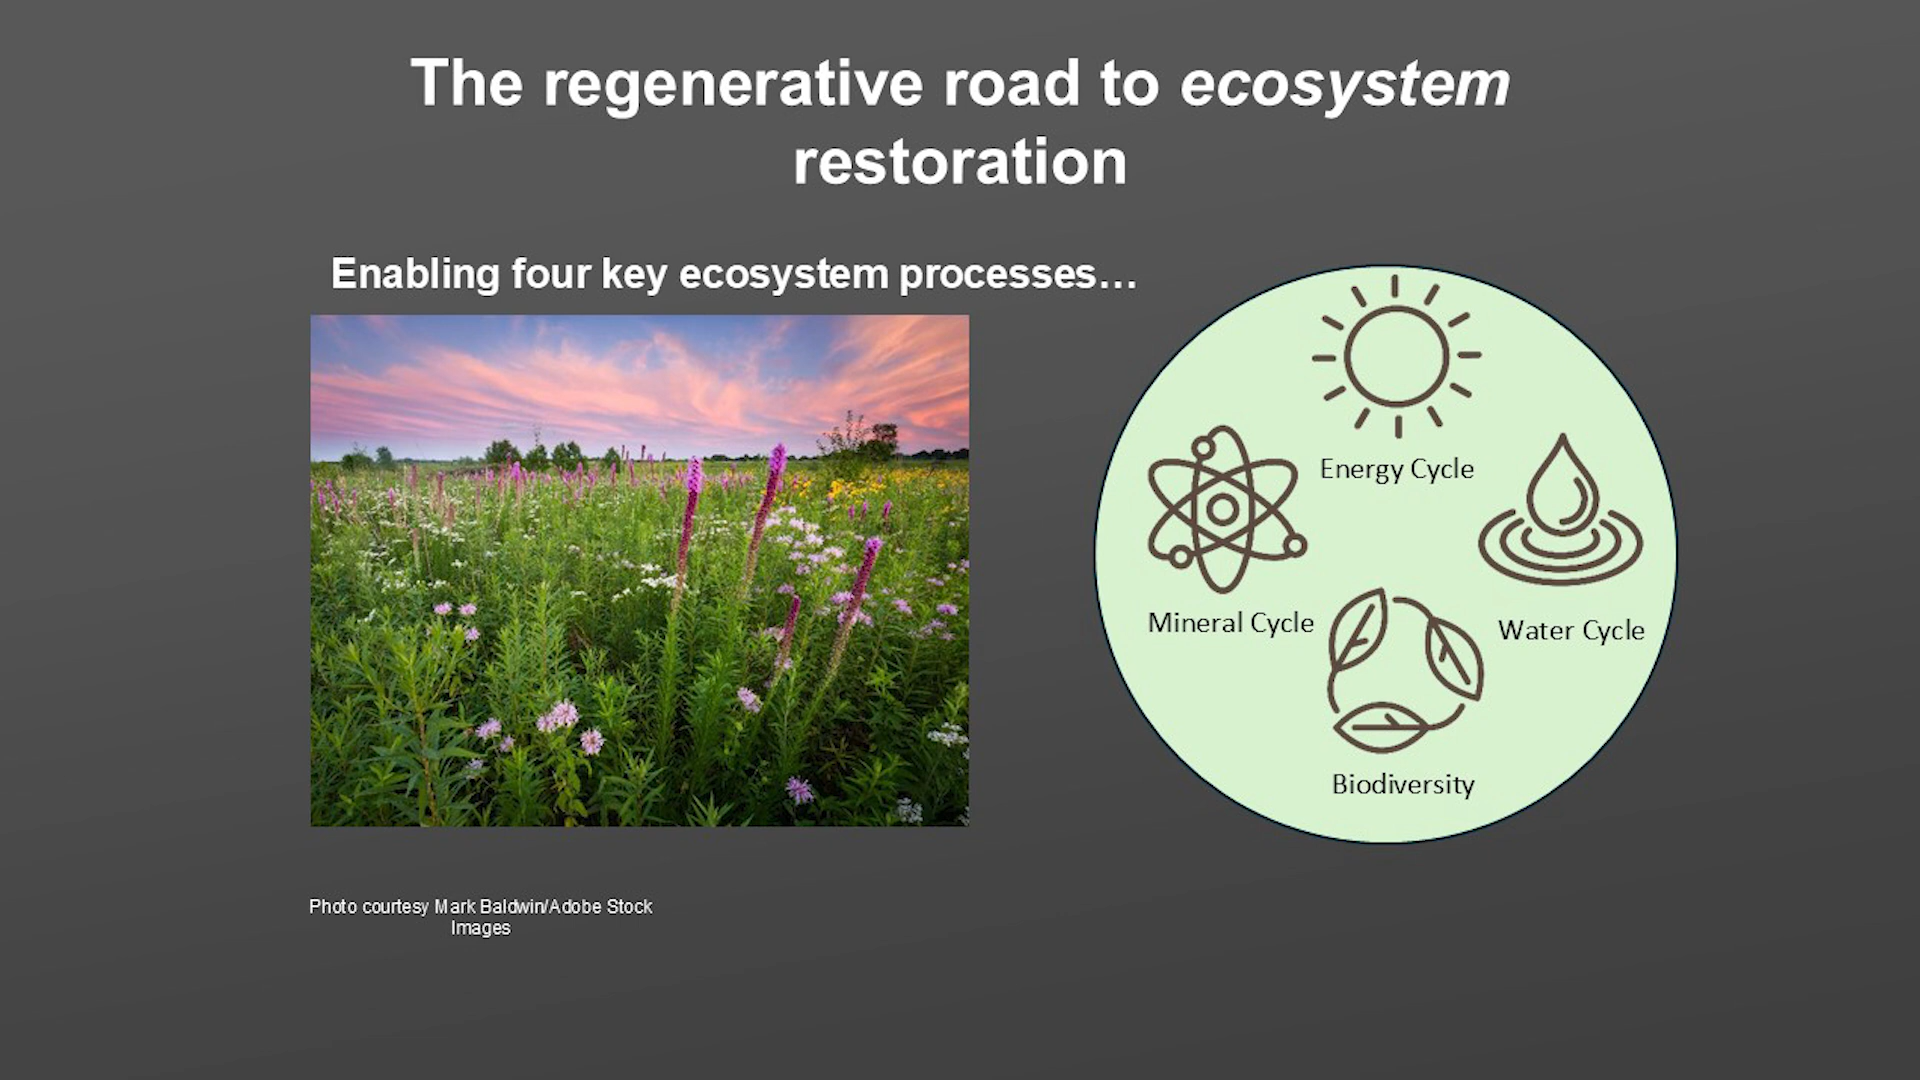 The regenerative road to ecosystem
restoration
Enabling four key ecosystem processes…
Energy Cycle
Mineral Cycle
Water Cycle
Biodiversity
Photo courtesy Mark Baldwin/Adobe Stock
Images